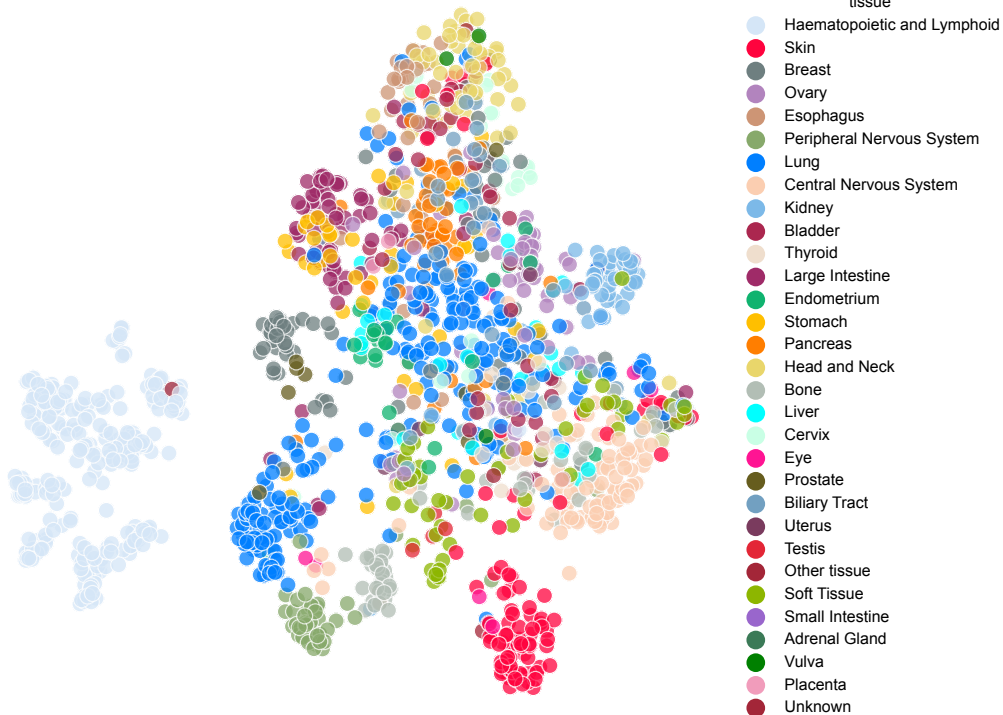 tissue
Haematopoietic and Lymphoid
Skin
Breast
Ovary
Esophagus
Peripheral Nervous System
Lung
Central Nervous System
Kidney
Bladder
Thyroid
Large Intestine
Endometrium
Stomach
Pancreas
Head and Neck
Bone
Liver
Cervix
Eye
Prostate
Biliary Tract
Uterus
Testis
Other tissue
Soft Tissue
Small Intestine
Adrenal Gland
Vulva
Placenta
Unknown